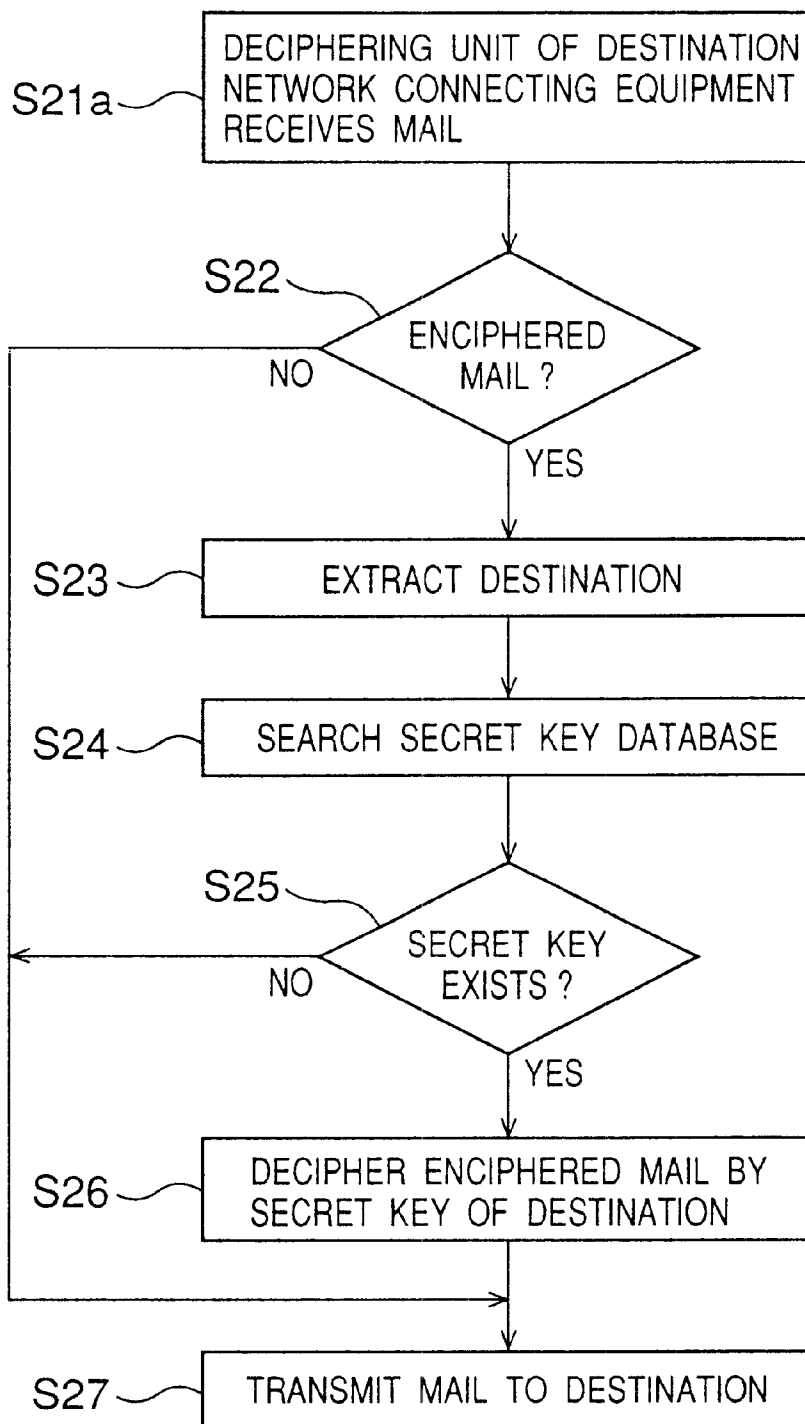 S21a
DECIPHERING UNIT OF DESTINATION
NETWORK CONNECTING EQUIPMENT
RECEIVES MAIL
S22
ENCIPHERED
MAIL ?
NO
YES
S23
EXTRACT DESTINATION
S24
SEARCH SECRET KEY DATABASE
S25
SECRET KEY
EXISTS ?
NO
YES
S26
DECIPHER ENCIPHERED MAIL BY
SECRET KEY OF DESTINATION
S27
TRANSMIT MAIL TO DESTINATION